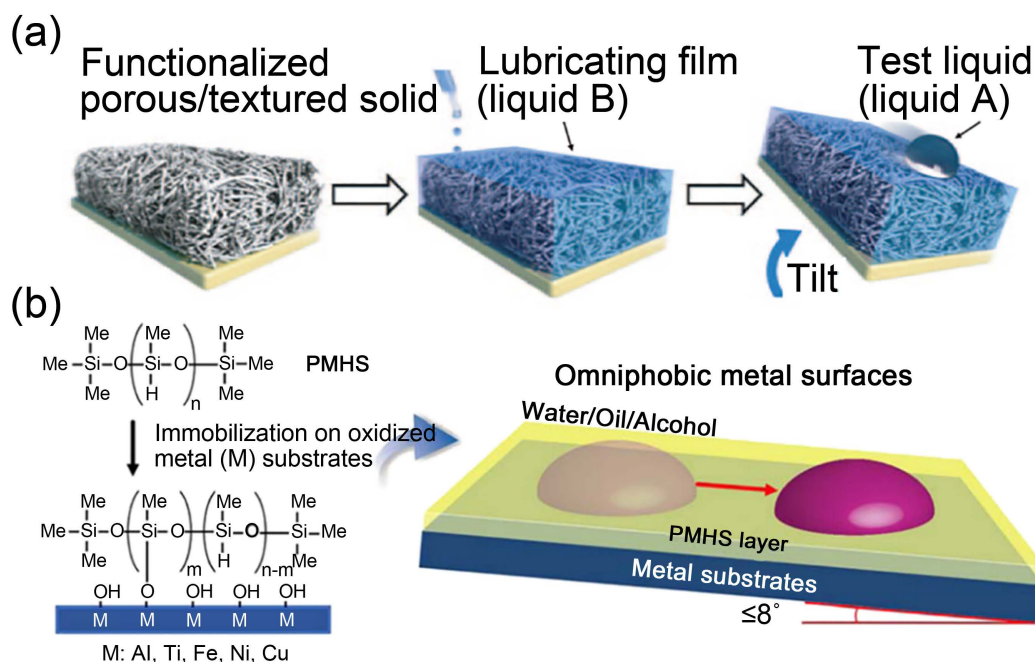 (a)
Functionalized
porous/textured solid
Lubricating film
(liquid B)
Test liquid
(liquid A)
Tilt
(b)
Me Me Me
Me-Si-O-(-Si-O-)-Si-Me
Me H n Me
PMHS
Immobilization on oxidized
metal (M) substrates
Me Me Me Me
Me-Si-O-(-Si-O-)-(-Si-O-)-Si-Me
Me m H n-m Me
OH O OH OH OH
M M M M M
M: Al, Ti, Fe, Ni, Cu
Omniphobic metal surfaces
Water/Oil/Alcohol
PMHS layer
Metal substrates
≤8°